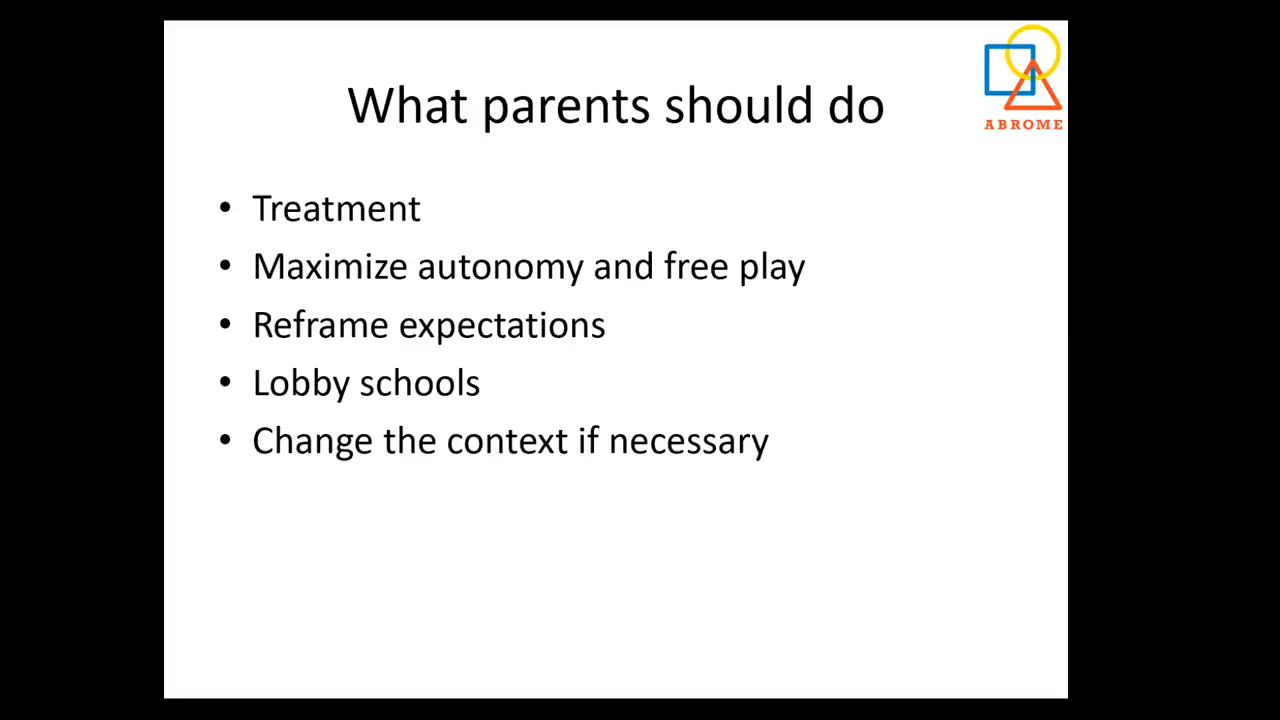 ABROME
What parents should do
• Treatment
• Maximize autonomy and free play
• Reframe expectations
• Lobby schools
• Change the context if necessary